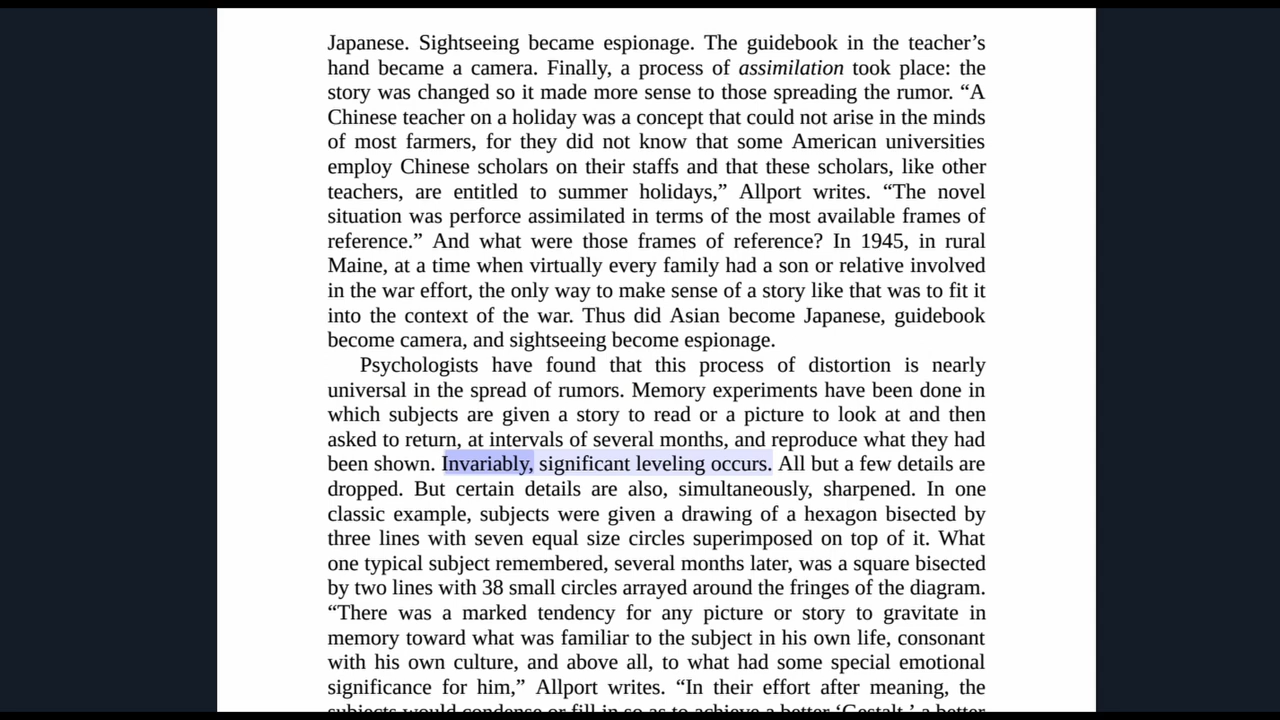 Japanese. Sightseeing became espionage. The guidebook in the teacher’s
hand became a camera. Finally, a process of assimilation took place: the
story was changed so it made more sense to those spreading the rumor. “A
Chinese teacher on a holiday was a concept that could not arise in the minds
of most farmers, for they did not know that some American universities
employ Chinese scholars on their staffs and that these scholars, like other
teachers, are entitled to summer holidays,” Allport writes. “The novel
situation was perforce assimilated in terms of the most available frames of
reference.” And what were those frames of reference? In 1945, in rural
Maine, at a time when virtually every family had a son or relative involved
in the war effort, the only way to make sense of a story like that was to fit it
into the context of the war. Thus did Asian become Japanese, guidebook
become camera, and sightseeing become espionage.
Psychologists have found that this process of distortion is nearly
universal in the spread of rumors. Memory experiments have been done in
which subjects are given a story to read or a picture to look at and then
asked to return, at intervals of several months, and reproduce what they had
been shown. Invariably, significant leveling occurs. All but a few details are
dropped. But certain details are also, simultaneously, sharpened. In one
classic example, subjects were given a drawing of a hexagon bisected by
three lines with seven equal size circles superimposed on top of it. What
one typical subject remembered, several months later, was a square bisected
by two lines with 38 small circles arrayed around the fringes of the diagram.
“There was a marked tendency for any picture or story to gravitate in
memory toward what was familiar to the subject in his own life, consonant
with his own culture, and above all, to what had some special emotional
significance for him,” Allport writes. “In their effort after meaning, the
subjects would condense or fill in so as to achieve a better ‘Gestalt,’ a better